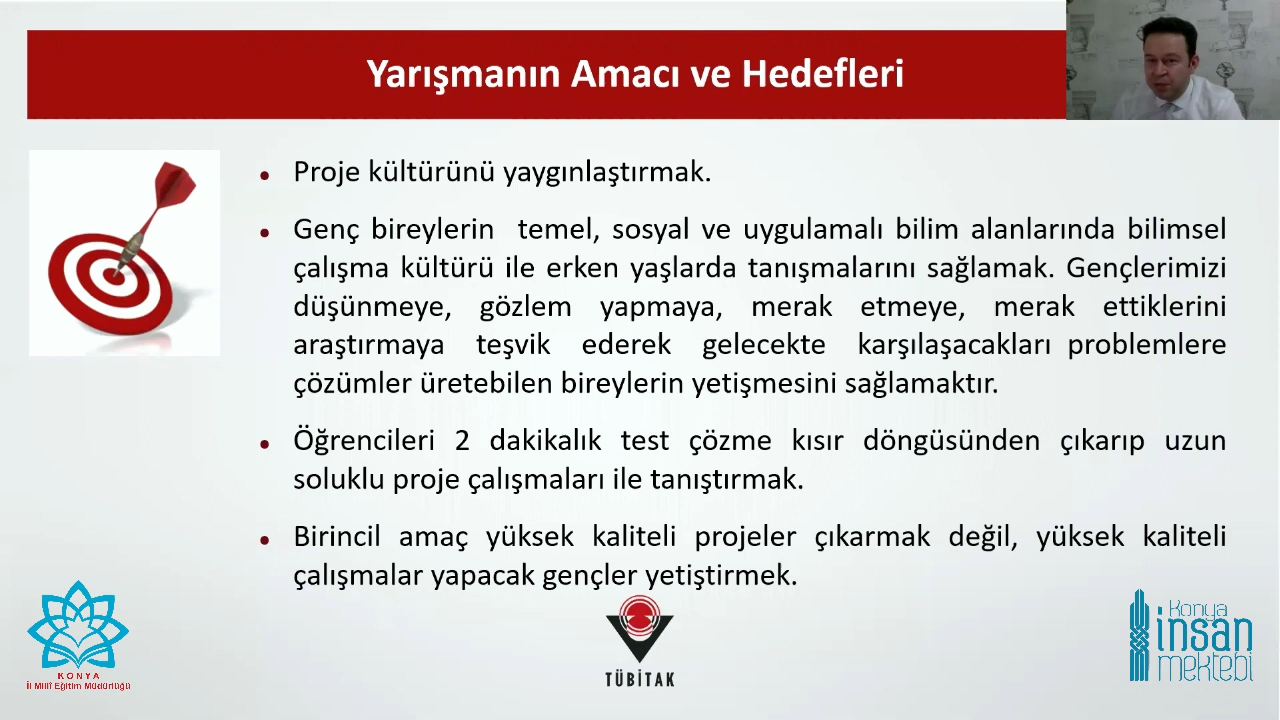 Yarışmanın Amacı ve Hedefleri
Proje kültürünü yaygınlaştırmak.
Genç bireylerin temel, sosyal ve uygulamalı bilim alanlarında bilimsel
çalışma kültürü ile erken yaşlarda tanışmalarını sağlamak. Gençlerimizi
düşünmeye, gözlem yapmaya, merak etmeye, merak ettiklerini
araştırmaya teşvik ederek gelecekte karşılaşacakları problemlere
çözümler üretebilen bireylerin yetişmesini sağlamaktır.
Öğrencileri 2 dakikalık test çözme kısır döngüsünden çıkarıp uzun
soluklu proje çalışmaları ile tanıştırmak.
Birincil amaç yüksek kaliteli projeler çıkarmak değil, yüksek kaliteli
çalışmalar yapacak gençler yetiştirmek.
KONYA
İl Millî Eğitim Müdürlüğü
TÜBİTAK
Konya
insan
mektebi